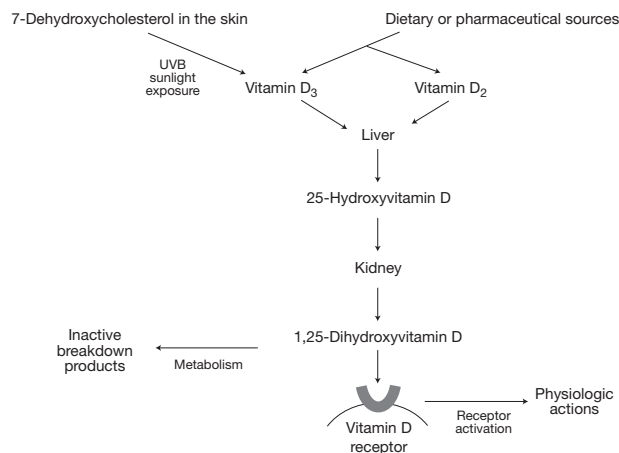 7-Dehydroxycholesterol in the skin
Dietary or pharmaceutical sources
UVB
sunlight
exposure
Vitamin D3
Vitamin D2
Liver
25-Hydroxyvitamin D
Kidney
1,25-Dihydroxyvitamin D
Inactive
breakdown
products
Metabolism
Vitamin D
receptor
Receptor
activation
Physiologic
actions